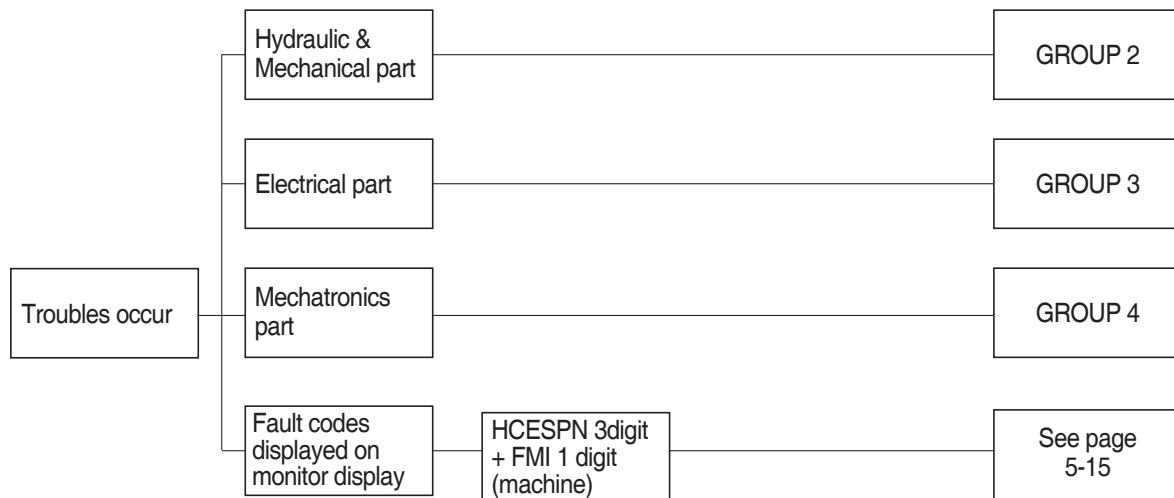 Hydraulic &
Mechanical part
GROUP 2
Electrical part
GROUP 3
Troubles occur
Mechatronics
part
GROUP 4
Fault codes
displayed on
monitor display
HCESPN 3digit
+ FMI 1 digit
(machine)
See page
5-15